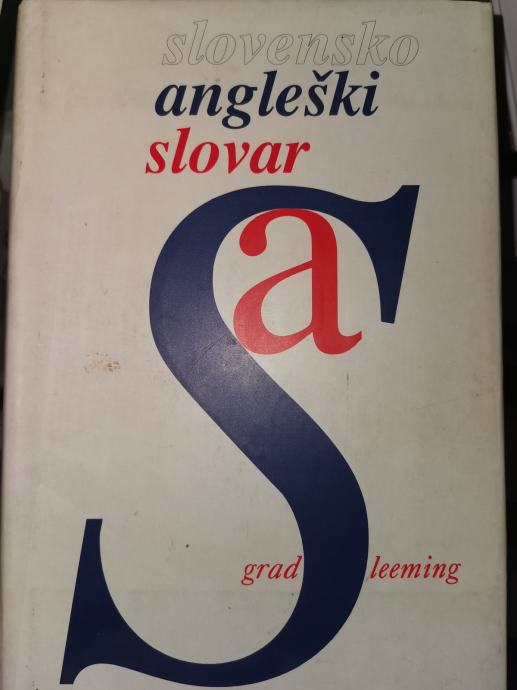 slovensko
angleški
slovar
S
a
grad leeming